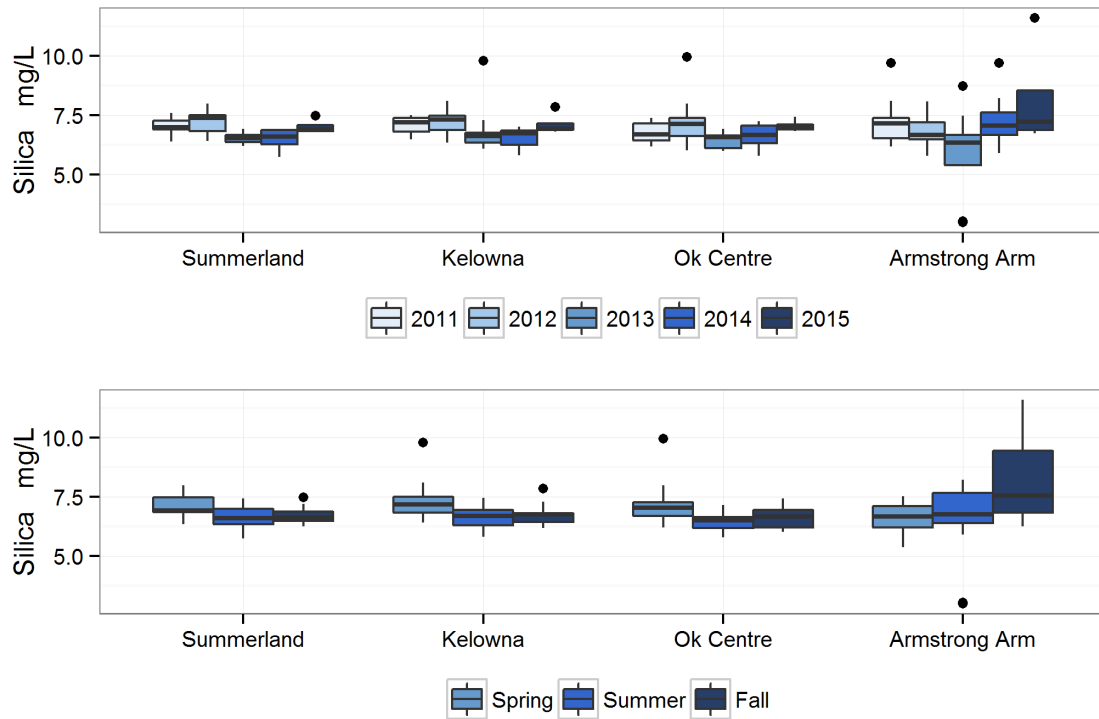 Silica mg/L
10.0
7.5
5.0
Summerland Kelowna Ok Centre Armstrong Arm
2011 2012 2013 2014 2015
Silica mg/L
10.0
7.5
5.0
Summerland Kelowna Ok Centre Armstrong Arm
Spring Summer Fall